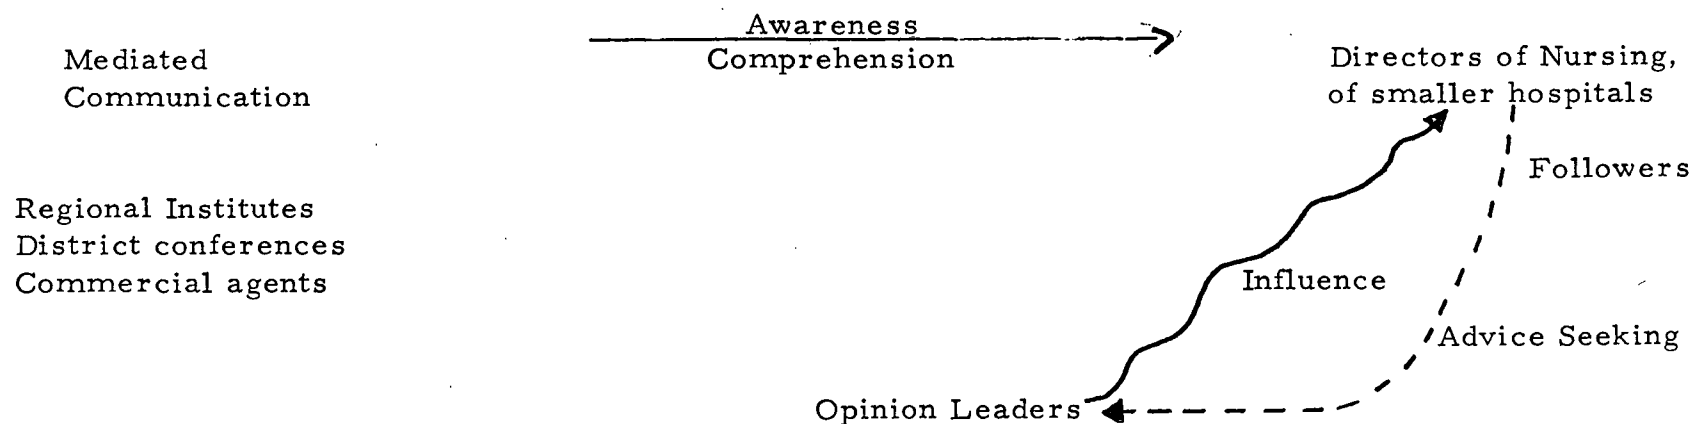 Mediated
Communication
Awareness
Comprehension
Directors of Nursing,
of smaller hospitals
Followers
Regional Institutes
District conferences
Commercial agents
Influence
Advice Seeking
Opinion Leaders